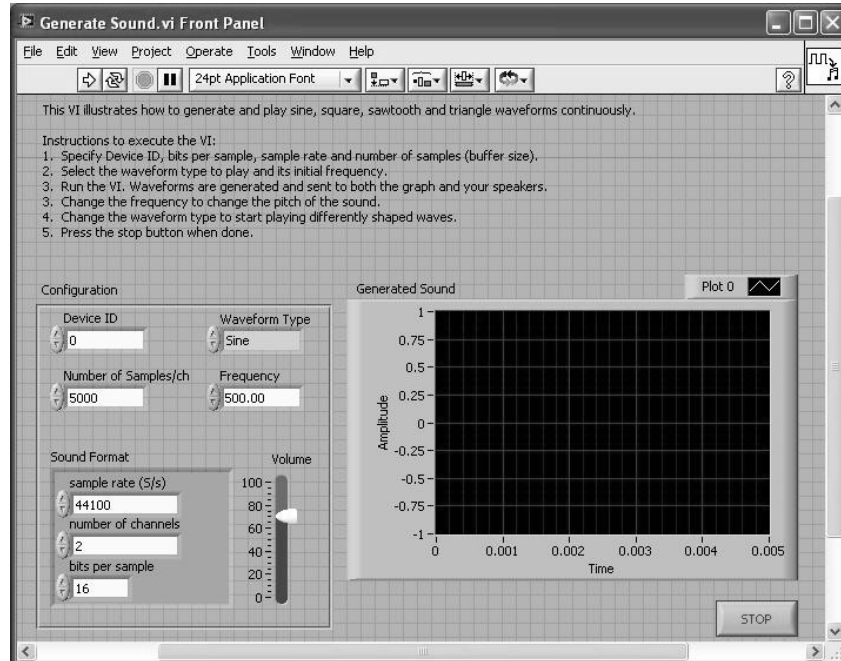 Generate Sound.vi Front Panel
File Edit View Project Operate Tools Window Help
24pt Application Font
This VI illustrates how to generate and play sine, square, sawtooth and triangle waveforms continuously.
Instructions to execute the VI:
1. Specify Device ID, bits per sample, sample rate and number of samples (buffer size).
2. Select the waveform type to play and its initial frequency.
3. Run the VI. Waveforms are generated and sent to both the graph and your speakers.
3. Change the frequency to change the pitch of the sound.
4. Change the waveform type to start playing differently shaped waves.
5. Press the stop button when done.
Configuration
Device ID
0
Waveform Type
Sine
Number of Samples/ch
5000
Frequency
500.00
Sound Format
sample rate (S/s)
44100
number of channels
2
bits per sample
16
Volume
100
80
60
40
20
0
Generated Sound
Plot 0
Amplitude
1
0.75
0.5
0.25
0
-0.25
-0.5
-0.75
-1
0 0.001 0.002 0.003 0.004 0.005
Time
STOP